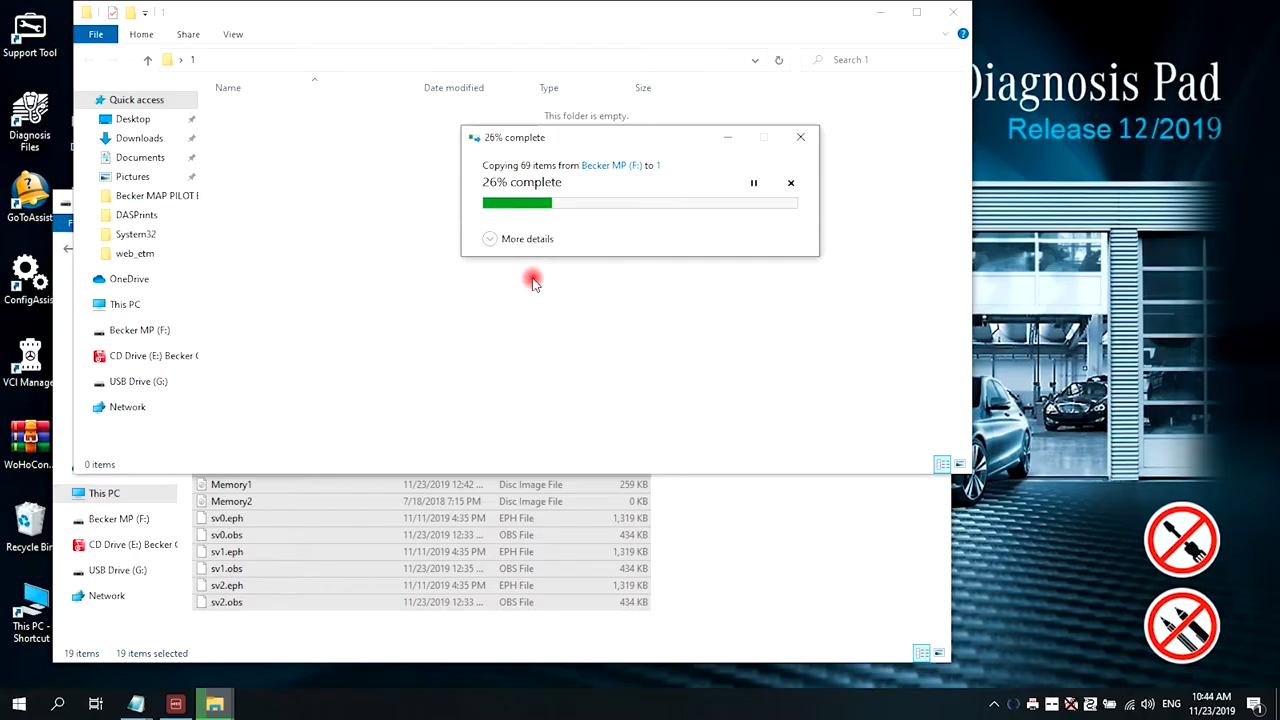 Support Tool
Diagnosis
Files
GoToAssist
ConfigAssis
VCI Manage
WoHoCon...
Recycle Bin
This PC -
Shortcut
1
File Home Share View
1
Search 1
Name Date modified Type Size
This folder is empty.
Quick access
Desktop
Downloads
Documents
Pictures
Becker MAP PILOT E
DASPrints
System32
web_etm
OneDrive
This PC
Becker MP (F:)
CD Drive (E:) Becker
USB Drive (G:)
Network
0 items
26% complete
Copying 69 items from Becker MP (F:) to 1
26% complete
More details
This PC
Becker MP (F:)
CD Drive (E:) Becker
USB Drive (G:)
Network
Memory1 11/23/2019 12:42 ... Disc Image File 259 KB
Memory2 7/18/2018 7:15 PM Disc Image File 0 KB
sv0.eph 11/11/2019 4:35 PM EPH File 1,319 KB
sv0.obs 11/23/2019 12:33 ... OBS File 434 KB
sv1.eph 11/11/2019 4:35 PM EPH File 1,319 KB
sv1.obs 11/23/2019 12:35 ... OBS File 434 KB
sv2.eph 11/11/2019 4:35 PM EPH File 1,319 KB
sv2.obs 11/23/2019 12:33 ... OBS File 434 KB
19 items 19 items selected
Diagnosis Pad
Release 12/2019
ENG
10:44 AM
11/23/2019
1